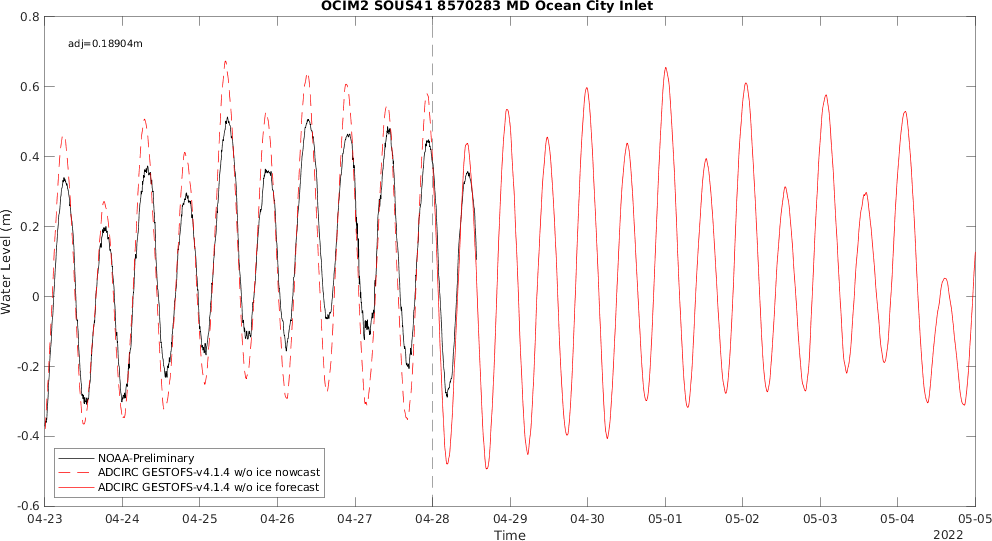 OCIM2 SOUS41 8570283 MD Ocean City Inlet
adj=0.18904m
0.8
0.6
0.4
0.2
0
-0.2
-0.4
-0.6
Water Level (m)
NOAA-Preliminary
ADCIRC GESTOFS-v4.1.4 w/o ice nowcast
ADCIRC GESTOFS-v4.1.4 w/o ice forecast
04-23 04-24 04-25 04-26 04-27 04-28 04-29 04-30 05-01 05-02 05-03 05-04 05-05
Time
2022